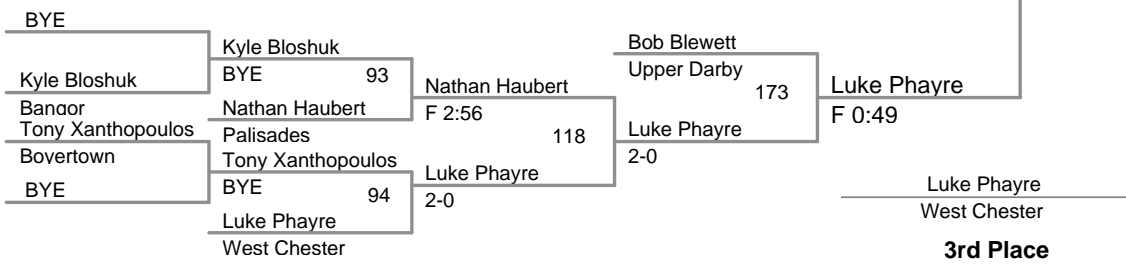 BYE
Kyle Bloshuk
Bangor
Tony Xanthopoulos
Boyertown
BYE
Kyle Bloshuk
BYE
93
Nathan Haubert
Palisades
Tony Xanthopoulos
BYE
94
Luke Phayre
West Chester
Nathan Haubert
F 2:56
118
Luke Phayre
2-0
Bob Blewett
Upper Darby
173
Luke Phayre
2-0
Luke Phayre
F 0:49
Luke Phayre
West Chester
3rd Place